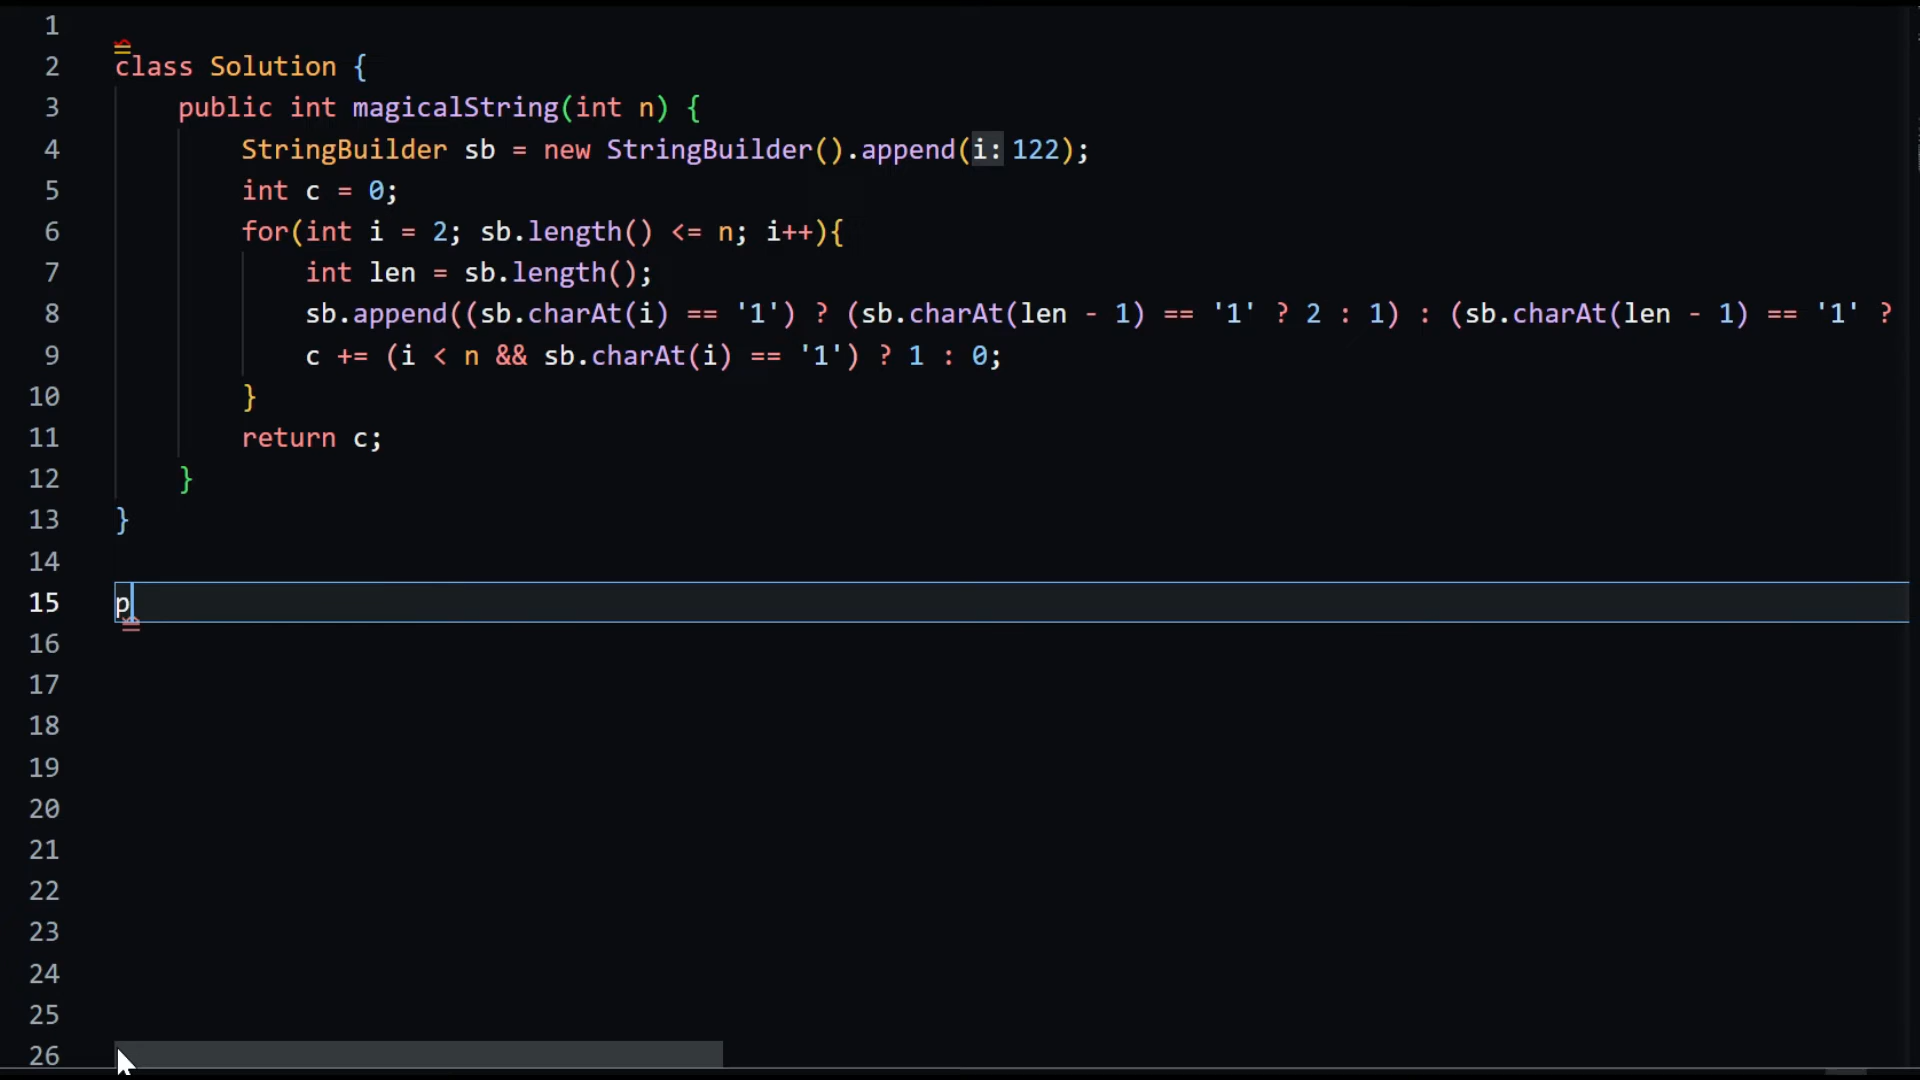 1
2 class Solution {
3 public int magicalString(int n) {
4 StringBuilder sb = new StringBuilder().append(i: 122);
5 int c = 0;
6 for(int i = 2; sb.length() <= n; i++){
7 int len = sb.length();
8 sb.append((sb.charAt(i) == '1') ? (sb.charAt(len - 1) == '1' ? 2 : 1) : (sb.charAt(len - 1) == '1' ?
9 c += (i < n && sb.charAt(i) == '1') ? 1 : 0;
10 }
11 return c;
12 }
13 }
14
15 p
16
17
18
19
20
21
22
23
24
25
26